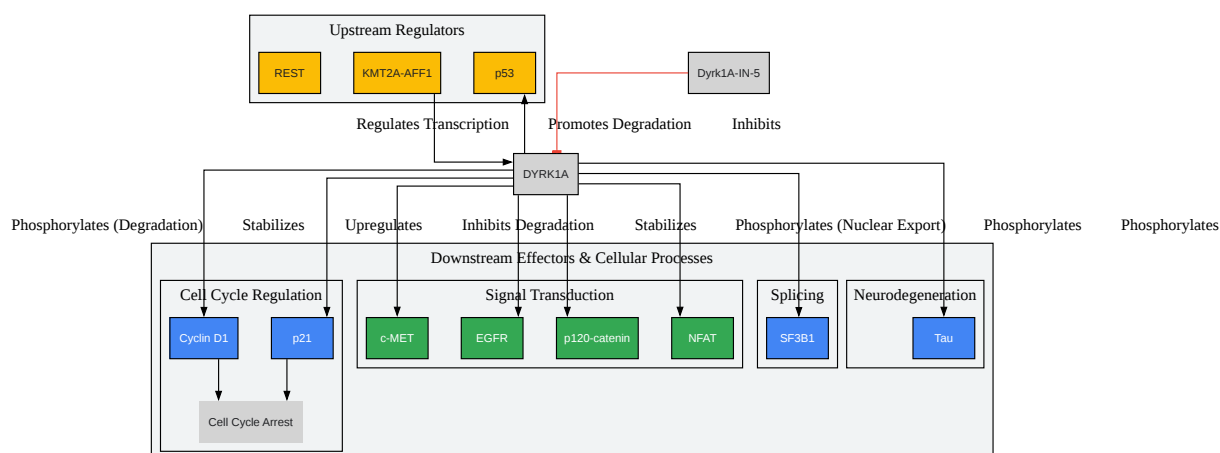 Upstream Regulators
REST
KMT2A-AFF1
p53
Dyrk1A-IN-5
Regulates Transcription
Promotes Degradation
Inhibits
DYRK1A
Phosphorylates (Degradation)
Stabilizes
Upregulates
Inhibits Degradation
Stabilizes
Phosphorylates (Nuclear Export)
Phosphorylates
Phosphorylates
Downstream Effectors & Cellular Processes
Cell Cycle Regulation
Signal Transduction
Splicing
Neurodegeneration
Cyclin D1
p21
c-MET
EGFR
p120-catenin
NFAT
SF3B1
Tau
Cell Cycle Arrest